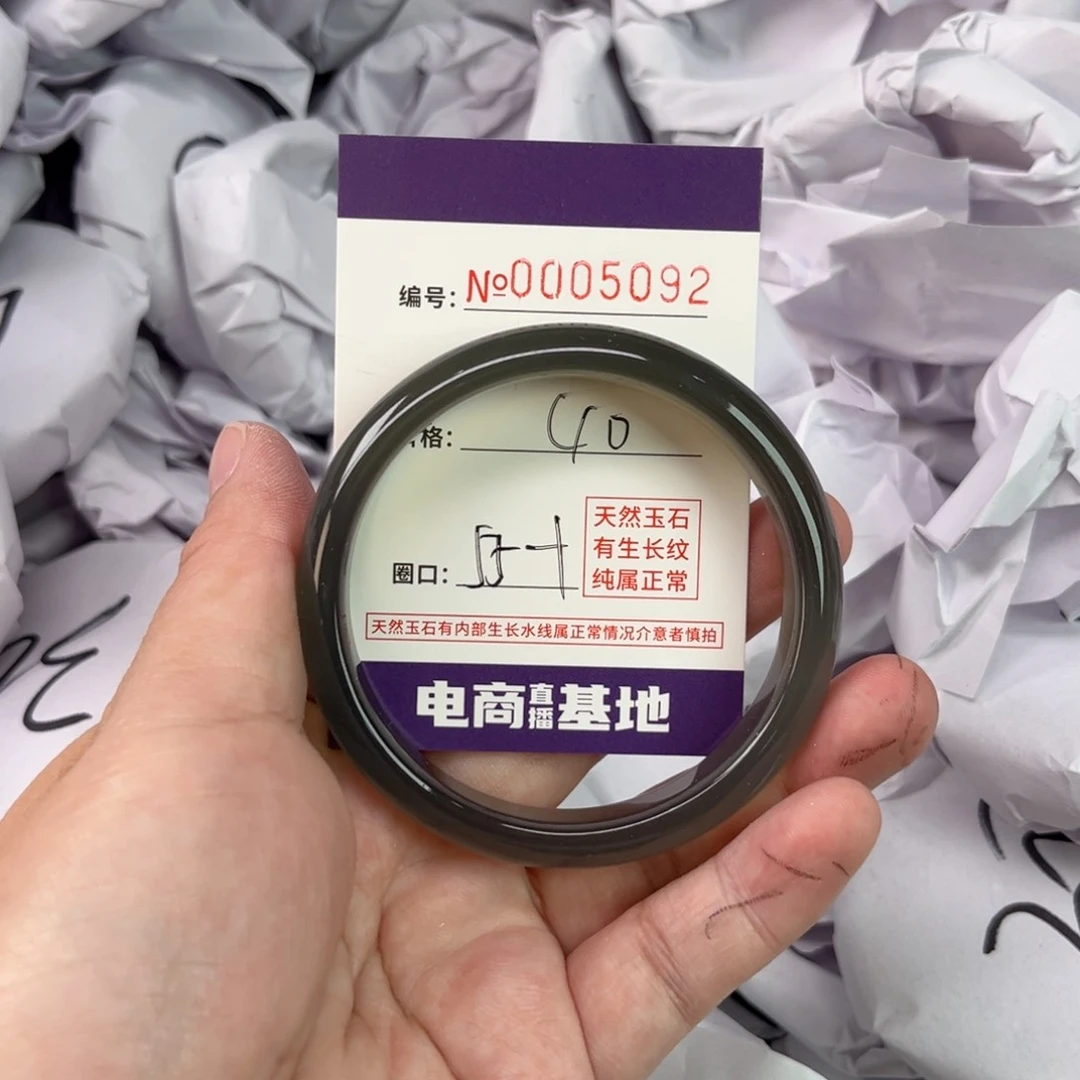 编号: №0005092
格: 40
圈口:
天然玉石
有生长纹
纯属正常
天然玉石有内部生长水线属正常情况介意者慎拍
电商直播基地